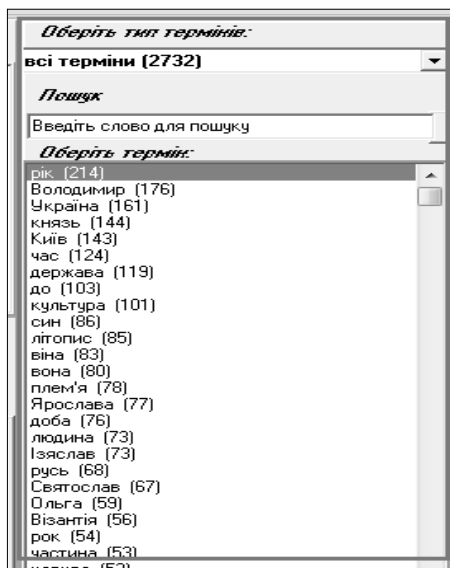 Оберіть тип термінів:
всі терміни (2732)
Пошук
Введіть слово для пошуку
Оберіть термін:
рік (214)
Володимир (176)
Україна (161)
князь (144)
Київ (143)
час (124)
держава (119)
до (103)
культура (101)
син (86)
літопис (85)
віна (83)
вона (80)
плем'я (78)
Ярослава (77)
доба (76)
людина (73)
Ізяслав (73)
русь (68)
Святослав (67)
Ольга (59)
Візантія (56)
рок (54)
частина (53)